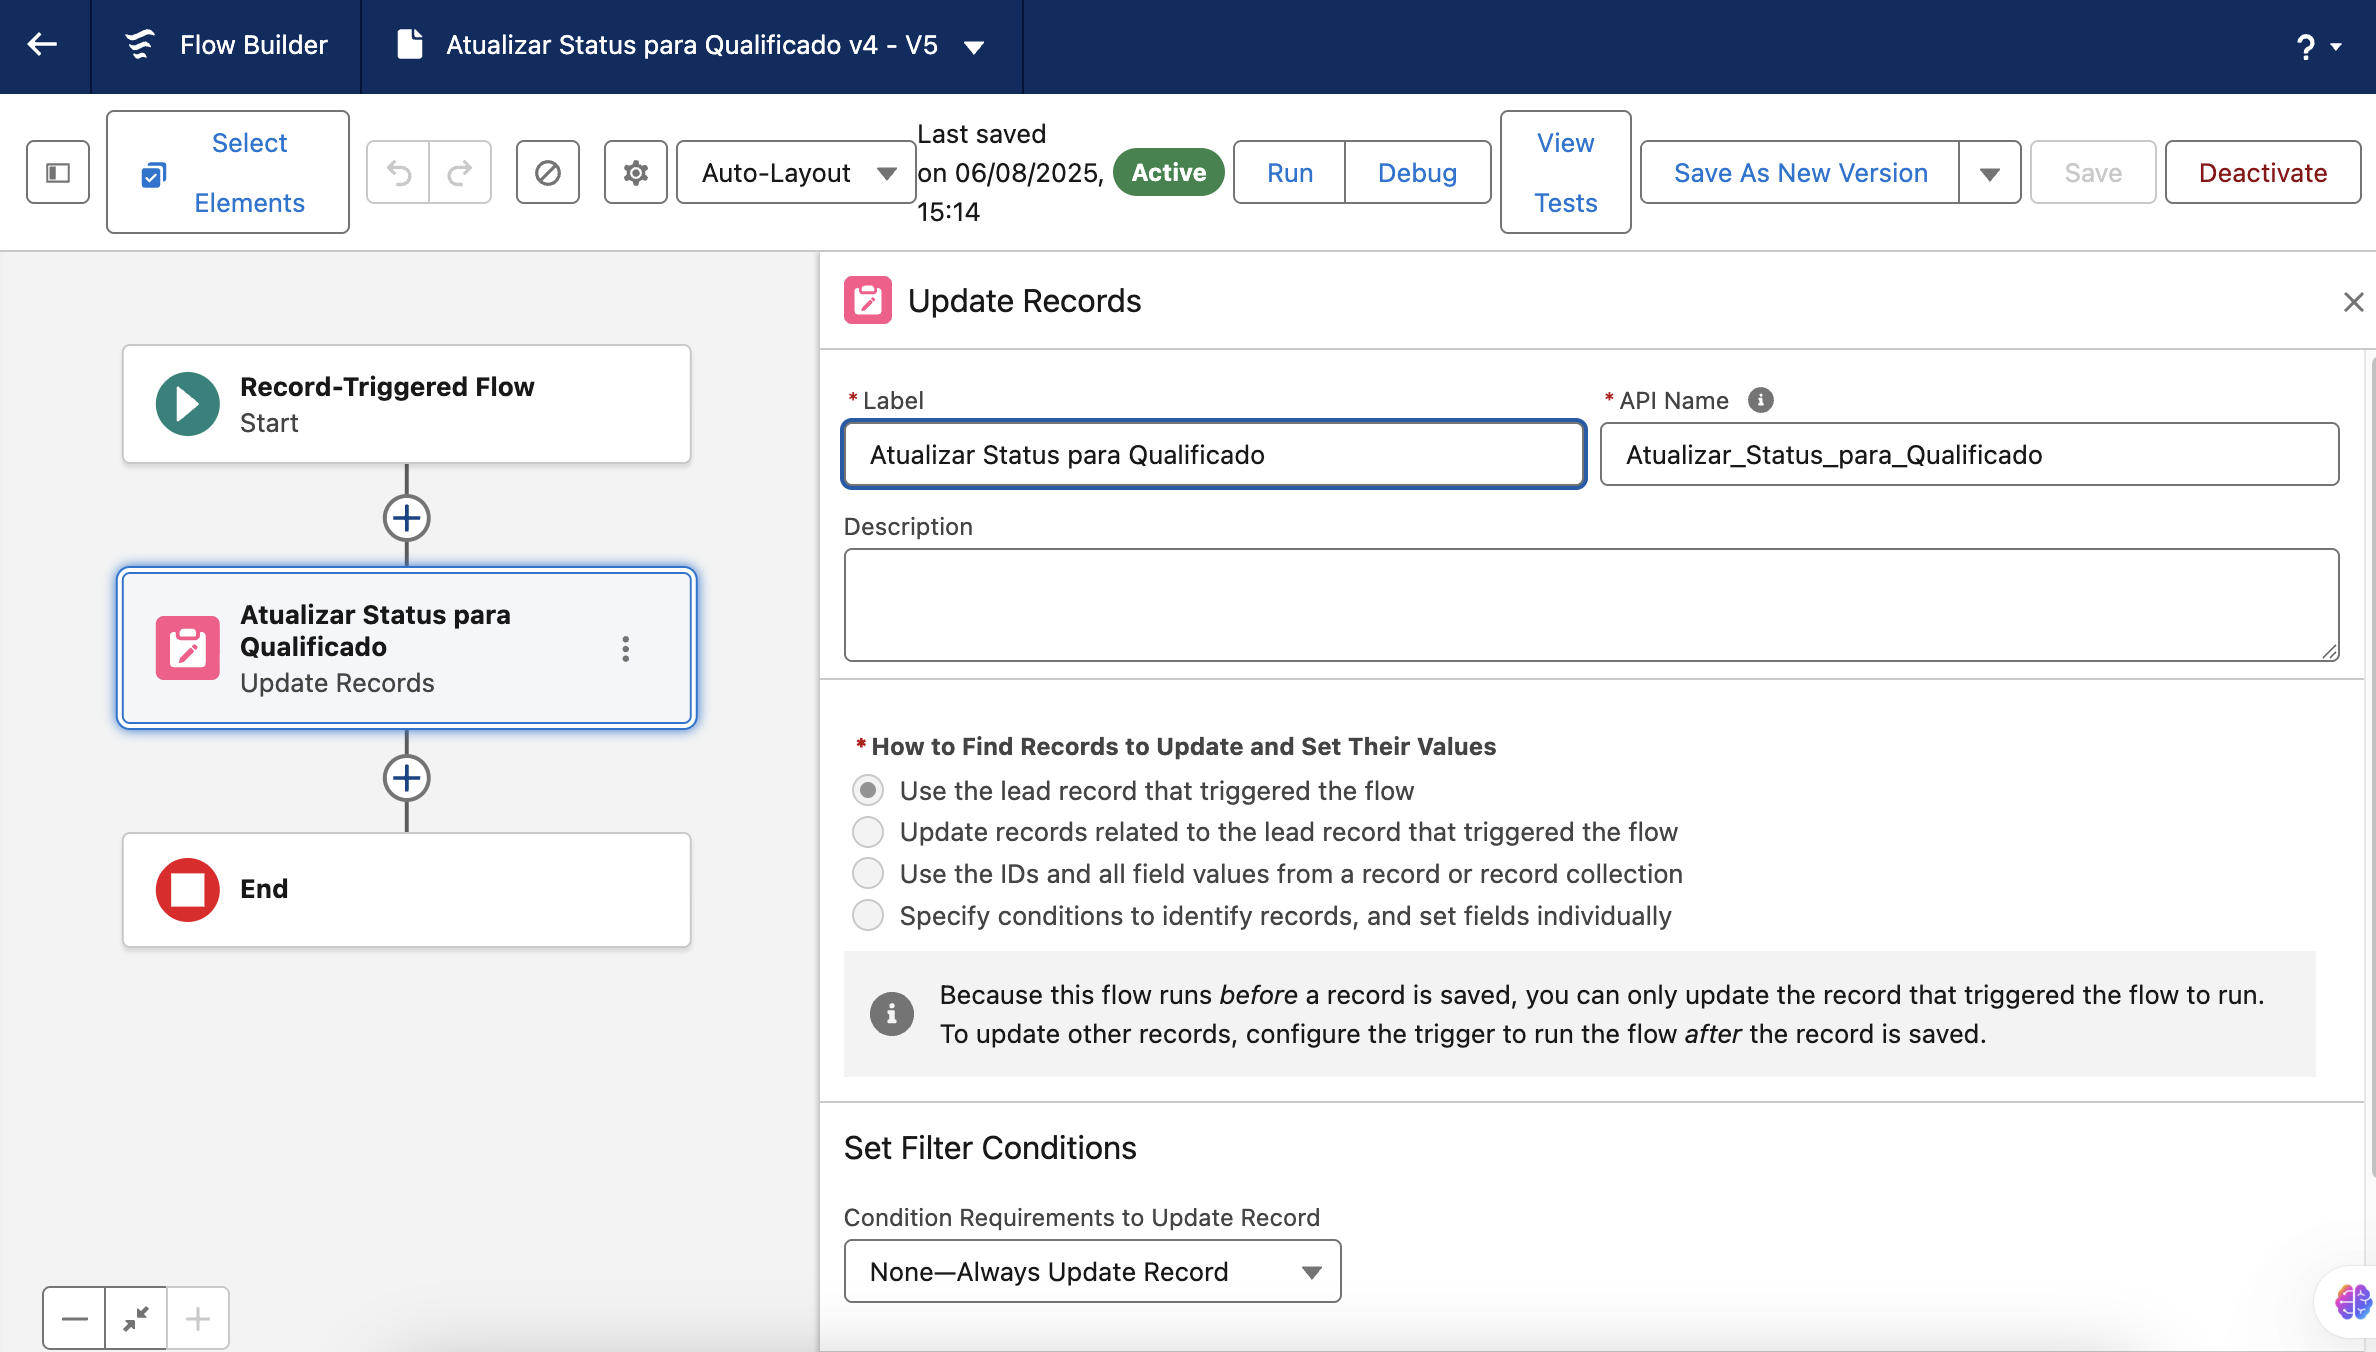 Flow Builder
Atualizar Status para Qualificado v4 - V5
?
Select
Elements
Auto-Layout
Last saved
on 06/08/2025,
15:14
Active
Run
Debug
View
Tests
Save As New Version
Save
Deactivate
Record-Triggered Flow
Start
Atualizar Status para
Qualificado
Update Records
End
Update Records
* Label
* API Name
Atualizar Status para Qualificado
Atualizar_Status_para_Qualificado
Description
* How to Find Records to Update and Set Their Values
Use the lead record that triggered the flow
Update records related to the lead record that triggered the flow
Use the IDs and all field values from a record or record collection
Specify conditions to identify records, and set fields individually
Because this flow runs before a record is saved, you can only update the record that triggered the flow to run.
To update other records, configure the trigger to run the flow after the record is saved.
Set Filter Conditions
Condition Requirements to Update Record
None—Always Update Record